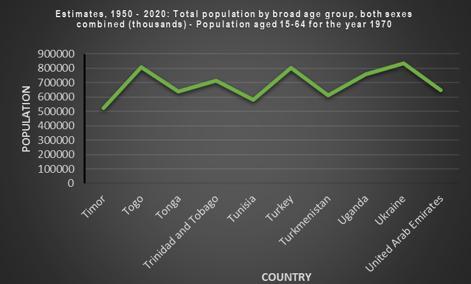 Estimates, 1950 - 2020: Total population by broad age group, both sexes
combined (thousands) - Population aged 15-64 for the year 1970
POPULATION
900000
800000
700000
600000
500000
400000
300000
200000
100000
0
Timor
Togo
Tonga
Trinidad and Tobago
Tunisia
Turkey
Turkmenistan
Uganda
Ukraine
United Arab Emirates
COUNTRY